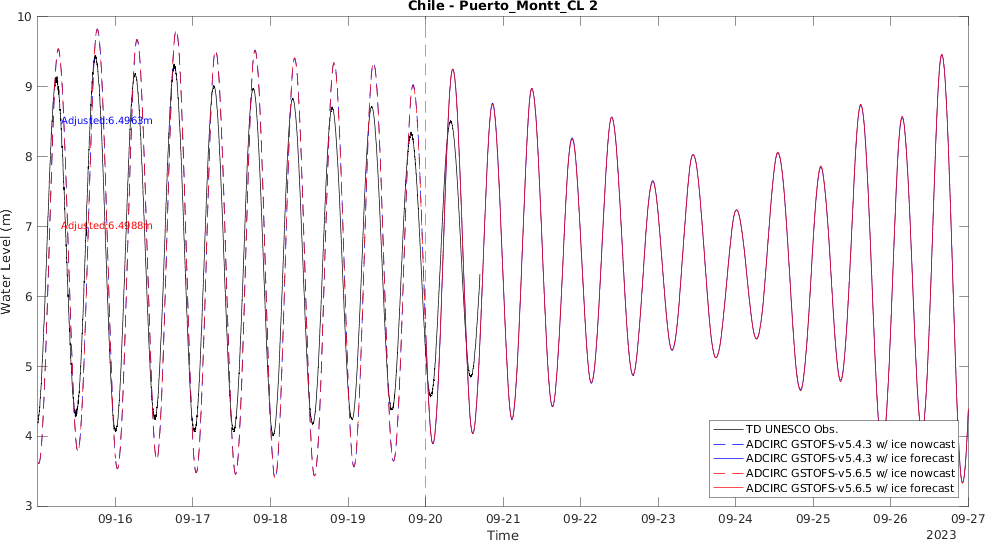 Chile - Puerto_Montt_CL 2
10
9
8
7
6
5
4
3
Water Level (m)
Adjusted:6.4963m
Adjusted:6.4988m
TD UNESCO Obs.
ADCIRC GSTOFS-v5.4.3 w/ ice nowcast
ADCIRC GSTOFS-v5.4.3 w/ ice forecast
ADCIRC GSTOFS-v5.6.5 w/ ice nowcast
ADCIRC GSTOFS-v5.6.5 w/ ice forecast
09-16 09-17 09-18 09-19 09-20 09-21 09-22 09-23 09-24 09-25 09-26 09-27
Time
2023